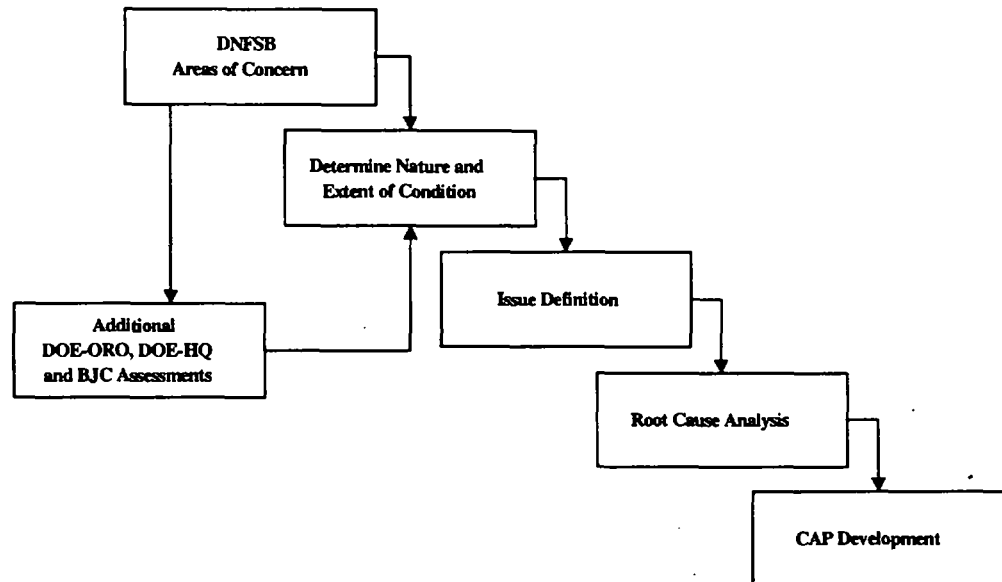 DNFSB
Areas of Concern
Determine Nature and
Extent of Condition
Issue Definition
Additional
DOE-ORO, DOE-HQ
and BJC Assessments
Root Cause Analysis
CAP Development